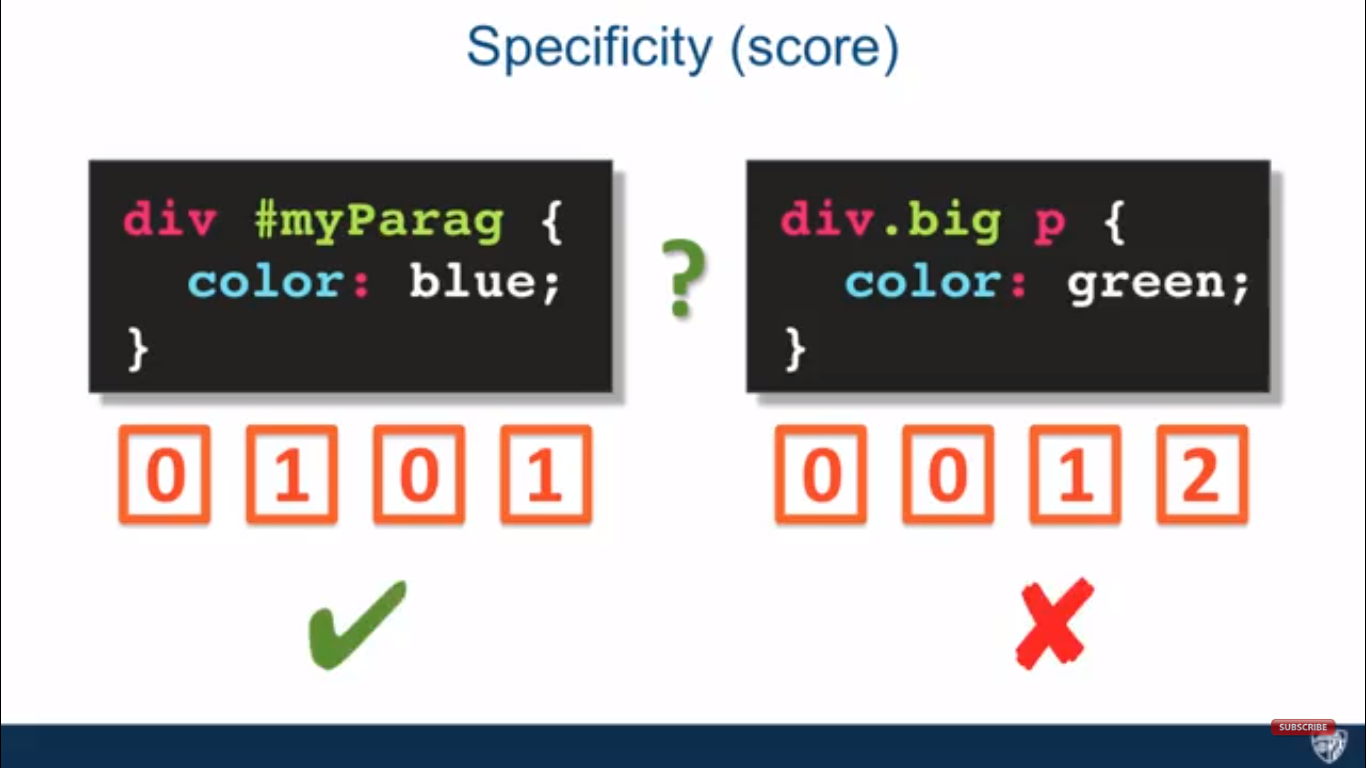 Specificity (score)
div #myParag {
color: blue;
}
?
div.big p {
color: green;
}
0 1 0 1
0 0 1 2
SUBSCRIBE